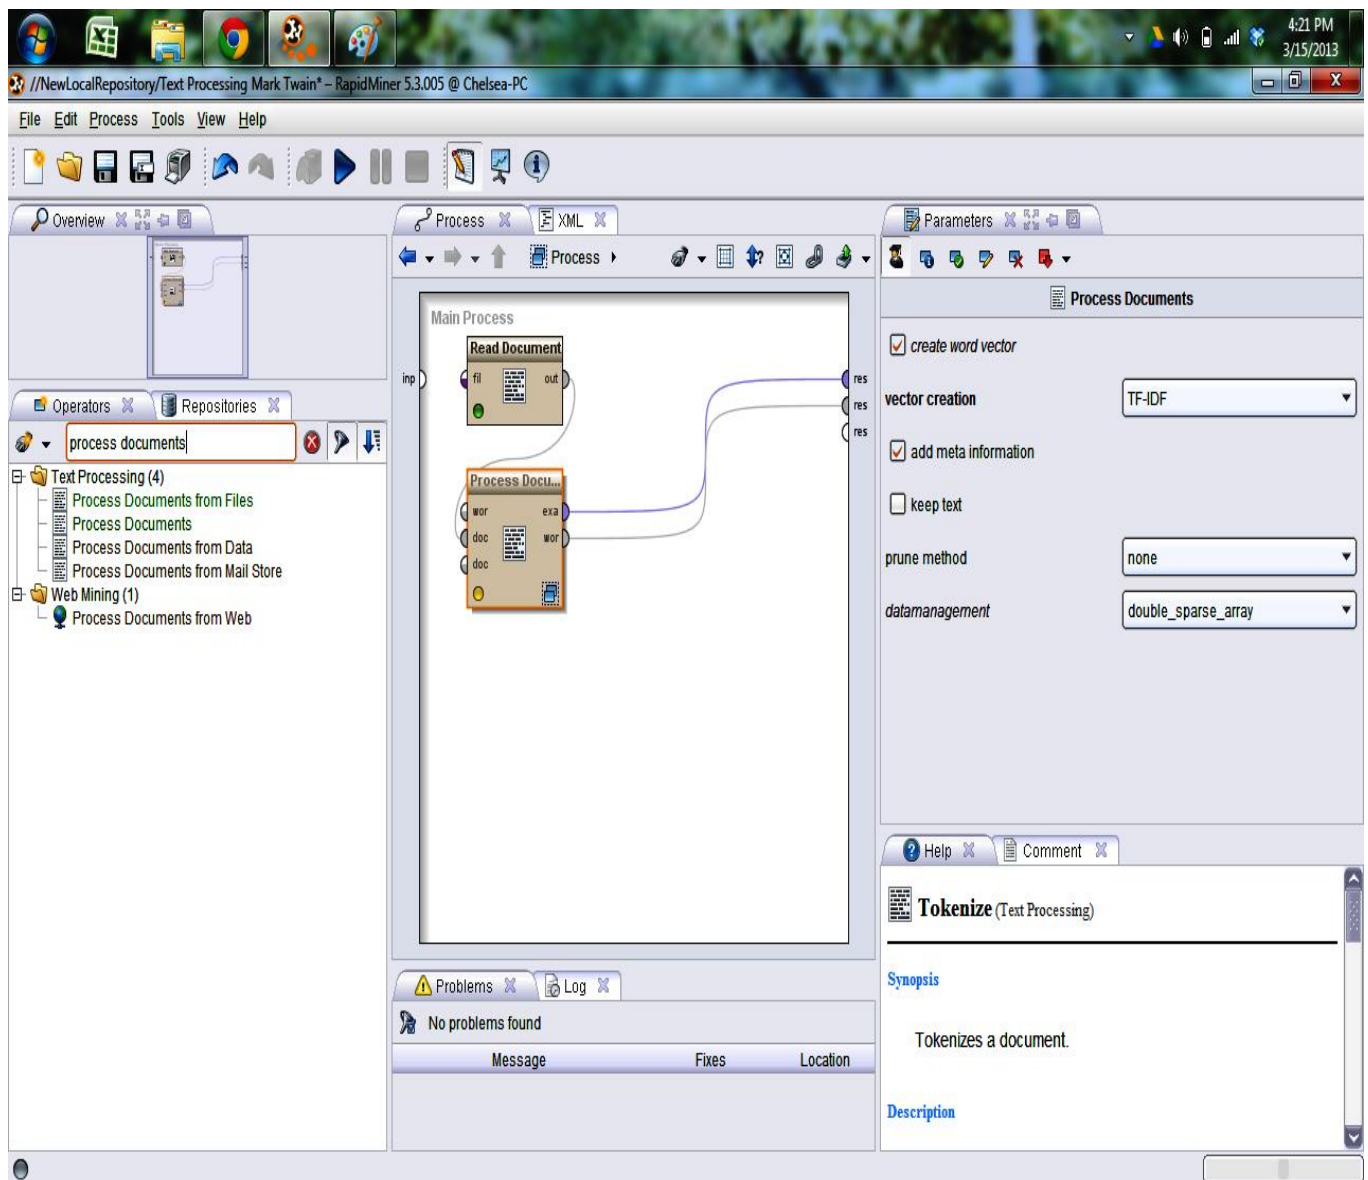 4:21 PM
3/15/2013
//NewLocalRepository/Text Processing Mark Twain* – RapidMiner 5.3.005 @ Chelsea-PC
File Edit Process Tools View Help
Overview
Process
XML
Parameters
Process
Process Documents
Main Process
Read Document
inp
fil
out
res
res
res
create word vector
vector creation
TF-IDF
add meta information
keep text
prune method
none
datamanagement
double_sparse_array
Operators
Repositories
process documents
Text Processing (4)
Process Documents from Files
Process Documents
Process Documents from Data
Process Documents from Mail Store
Web Mining (1)
Process Documents from Web
Process Docu...
wor
exa
doc
wor
doc
Help
Comment
Tokenize (Text Processing)
Synopsis
Tokenizes a document.
Description
Problems
Log
No problems found
Message Fixes Location